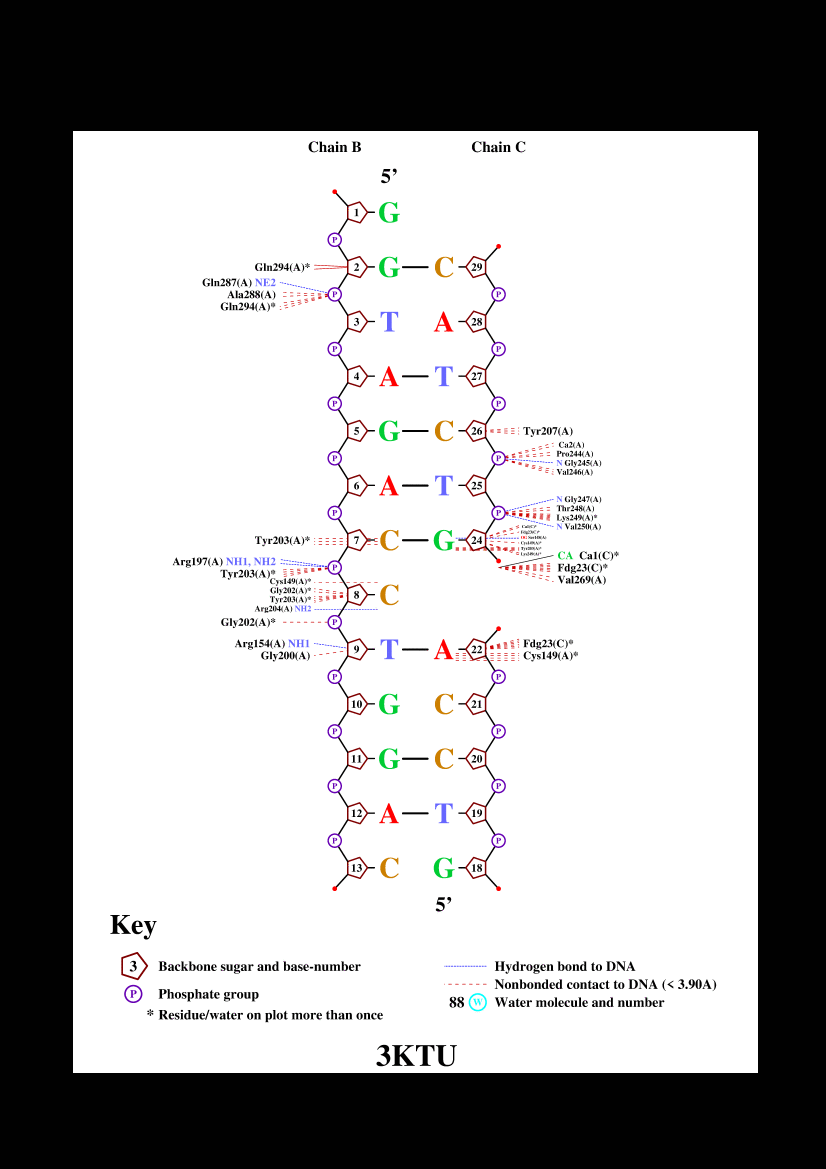 Chain B Chain C
5’
1 G
Gln294(A)* 2 G C 29
P
Gln287(A) NE2
Ala288(A) P P
Gln294(A)*
3 T A 28
P P
4 A T 27
P P
5 G C 26 Tyr207(A)
Ca2(A)
Pro244(A)
P P N Gly245(A)
Val246(A)
6 A T 25
N Gly247(A)
Thr248(A)
P P Lys249(A)*
N Val250(A)
Tyr203(A)* 7 C G 24
CA Ca1(C)*
Arg197(A) NH1, NH2
P Fdg23(C)*
Tyr203(A)*
Val269(A)
Cys149(A)*
Gly202(A)*
8 C
Tyr203(A)*
Arg204(A) NH2
Gly202(A)* P
Arg154(A) NH1 9 T A 22 Fdg23(C)*
Gly200(A) Cys149(A)*
P P
10 G C 21
P P
11 G C 20
P P
12 A T 19
P P
13 C G 18
5’
Key
3 Backbone sugar and base-number Hydrogen bond to DNA
Nonbonded contact to DNA (< 3.90A)
P Phosphate group 88 W Water molecule and number
* Residue/water on plot more than once
3KTU